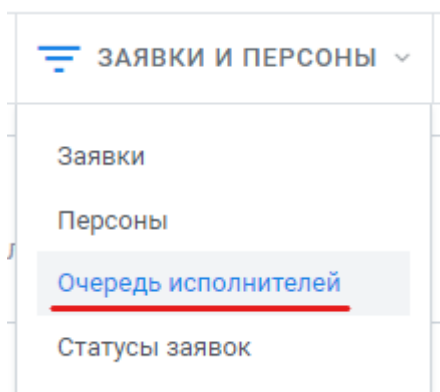 ЗАЯВКИ И ПЕРСОНЫ
Заявки
Персоны
Очередь исполнителей
Статусы заявок